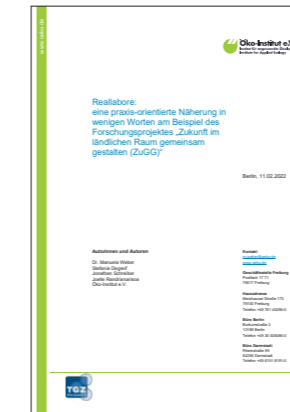 Öko-Institut e.V.
Institut für angewandte Ökologie
Institute for Applied Ecology
Reallabore:
eine praxis-orientierte Näherung in
wenigen Worten am Beispiel des
Forschungsprojektes „Zukunft im
ländlichen Raum gemeinsam
gestalten (ZuGG)“
Berlin, 11.02.2022
Autorinnen und Autoren
Dr. Manuela Weber
Stefanie Degreif
Jonathan Schreiber
Joelle Randrianarisoa
Öko-Institut e.V.
Kontakt
Geschäftsstelle Freiburg
Postfach 17 71
79017 Freiburg
Hausadresse
Merzhauser Straße 173
79100 Freiburg
Büro Berlin
Borkumstraße 2
13189 Berlin
Büro Darmstadt
Rheinstraße 95
64295 Darmstadt
TGZ